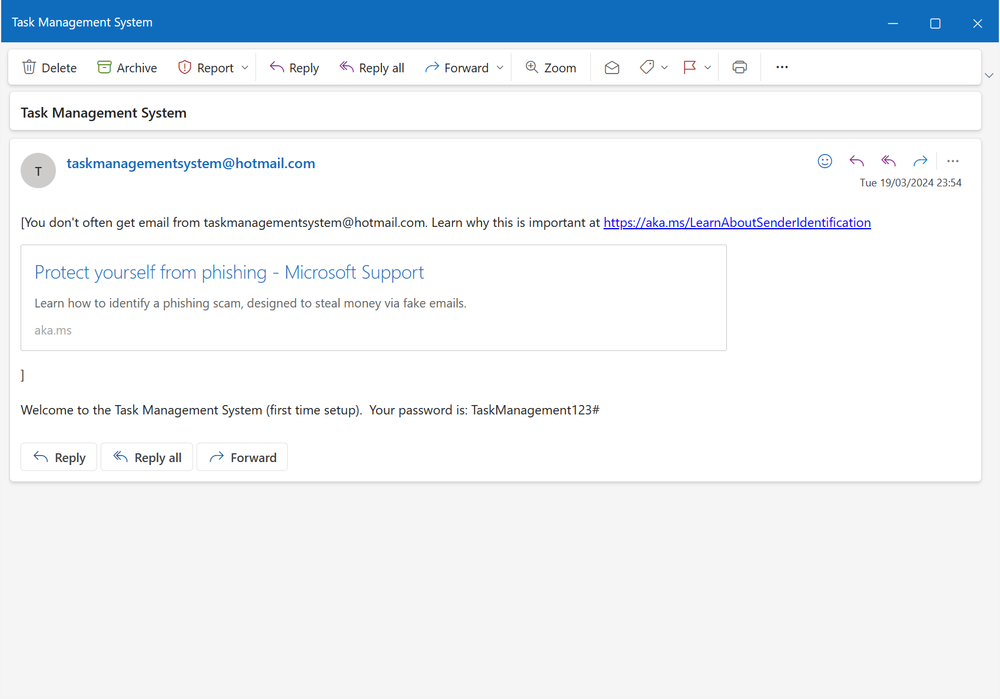 Task Management System
Delete Archive Report Reply Reply all Forward Zoom
Task Management System
T
taskmanagementsystem@hotmail.com
Tue 19/03/2024 23:54
[You don't often get email from taskmanagementsystem@hotmail.com. Learn why this is important at https://aka.ms/LearnAboutSenderIdentification
Protect yourself from phishing - Microsoft Support
Learn how to identify a phishing scam, designed to steal money via fake emails.
aka.ms
]
Welcome to the Task Management System (first time setup).  Your password is: TaskManagement123#
Reply Reply all Forward